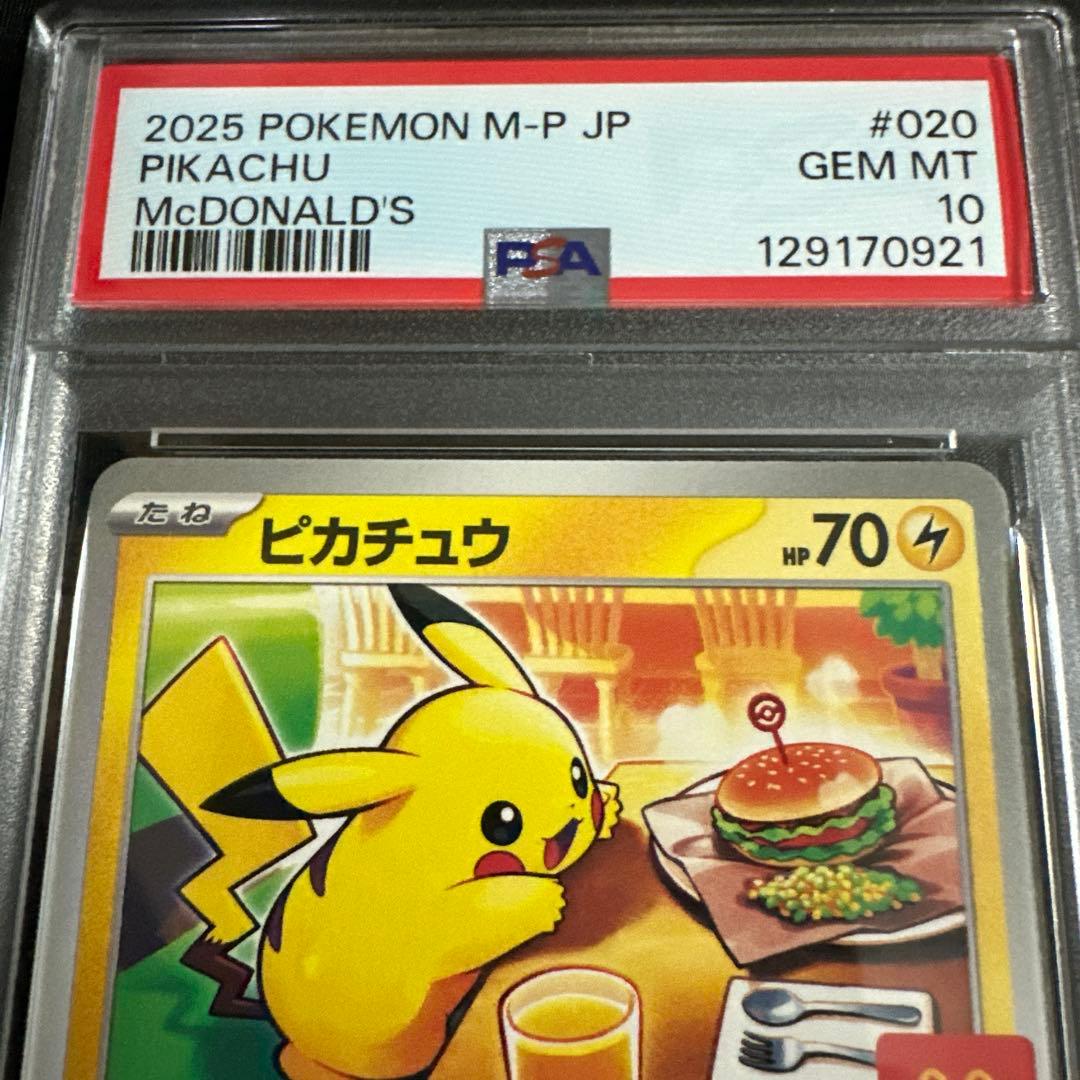 2025 POKEMON M-P JP #020
PIKACHU GEM MT
McDONALD'S 10
PSA 129170921
たね ピカチュウ HP70